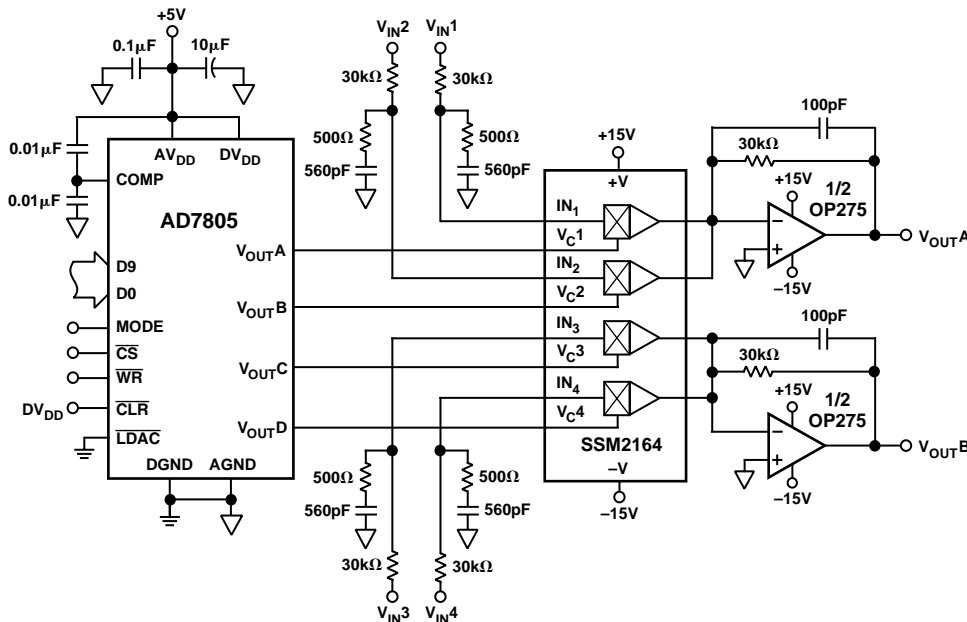 +5V
0.1µF
10µF
0.01µF
0.01µF
AVDD
DVDD
COMP
AD7805
D9
D0
MODE
CS
WR
DVDD
CLR
LDAC
DGND
AGND
VOUTA
VOUTB
VOUTC
VOUTD
VIN2
VIN1
30kΩ
30kΩ
500Ω
500Ω
560pF
560pF
500Ω
500Ω
560pF
560pF
30kΩ
30kΩ
VIN3
VIN4
+15V
+V
IN1
VC1
IN2
VC2
IN3
VC3
IN4
VC4
SSM2164
–V
–15V
100pF
30kΩ
+15V
1/2
OP275
–
+
–15V
VOUTA
100pF
30kΩ
+15V
1/2
OP275
–
+
–15V
VOUTB